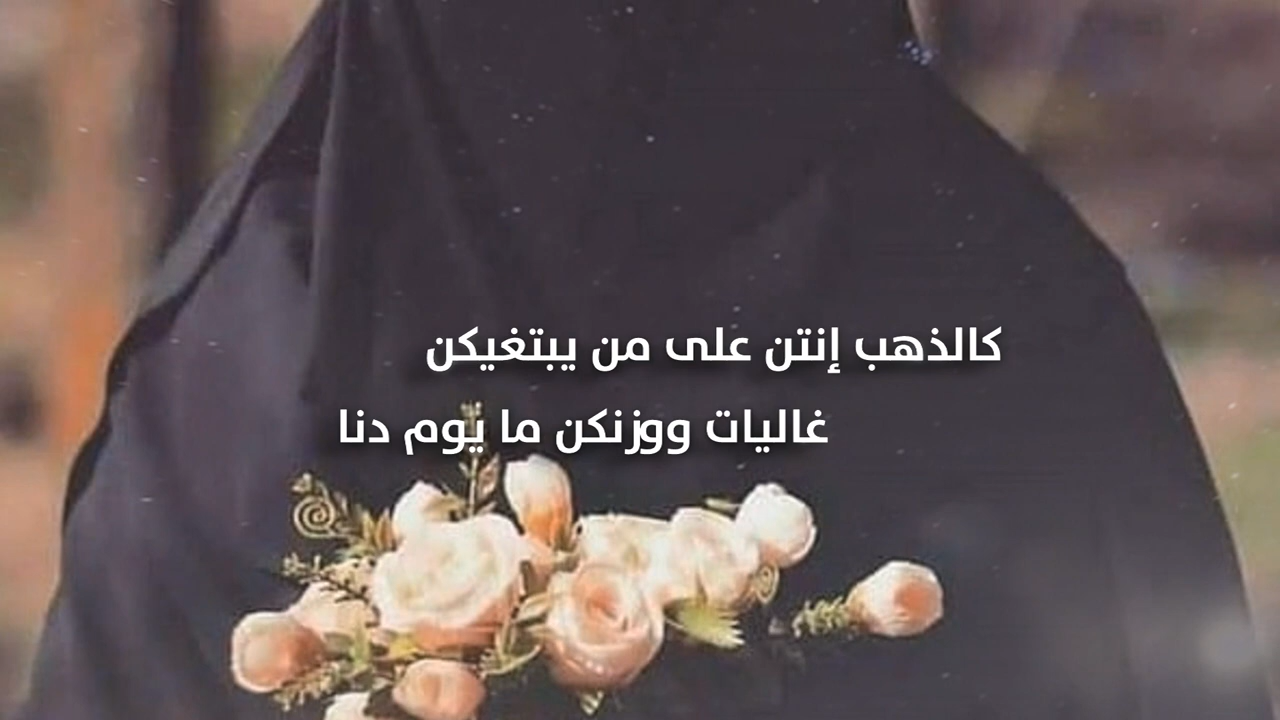 كالذهب إنتن على من يبتغيكن
غاليات ووزنكن ما يوم دنا